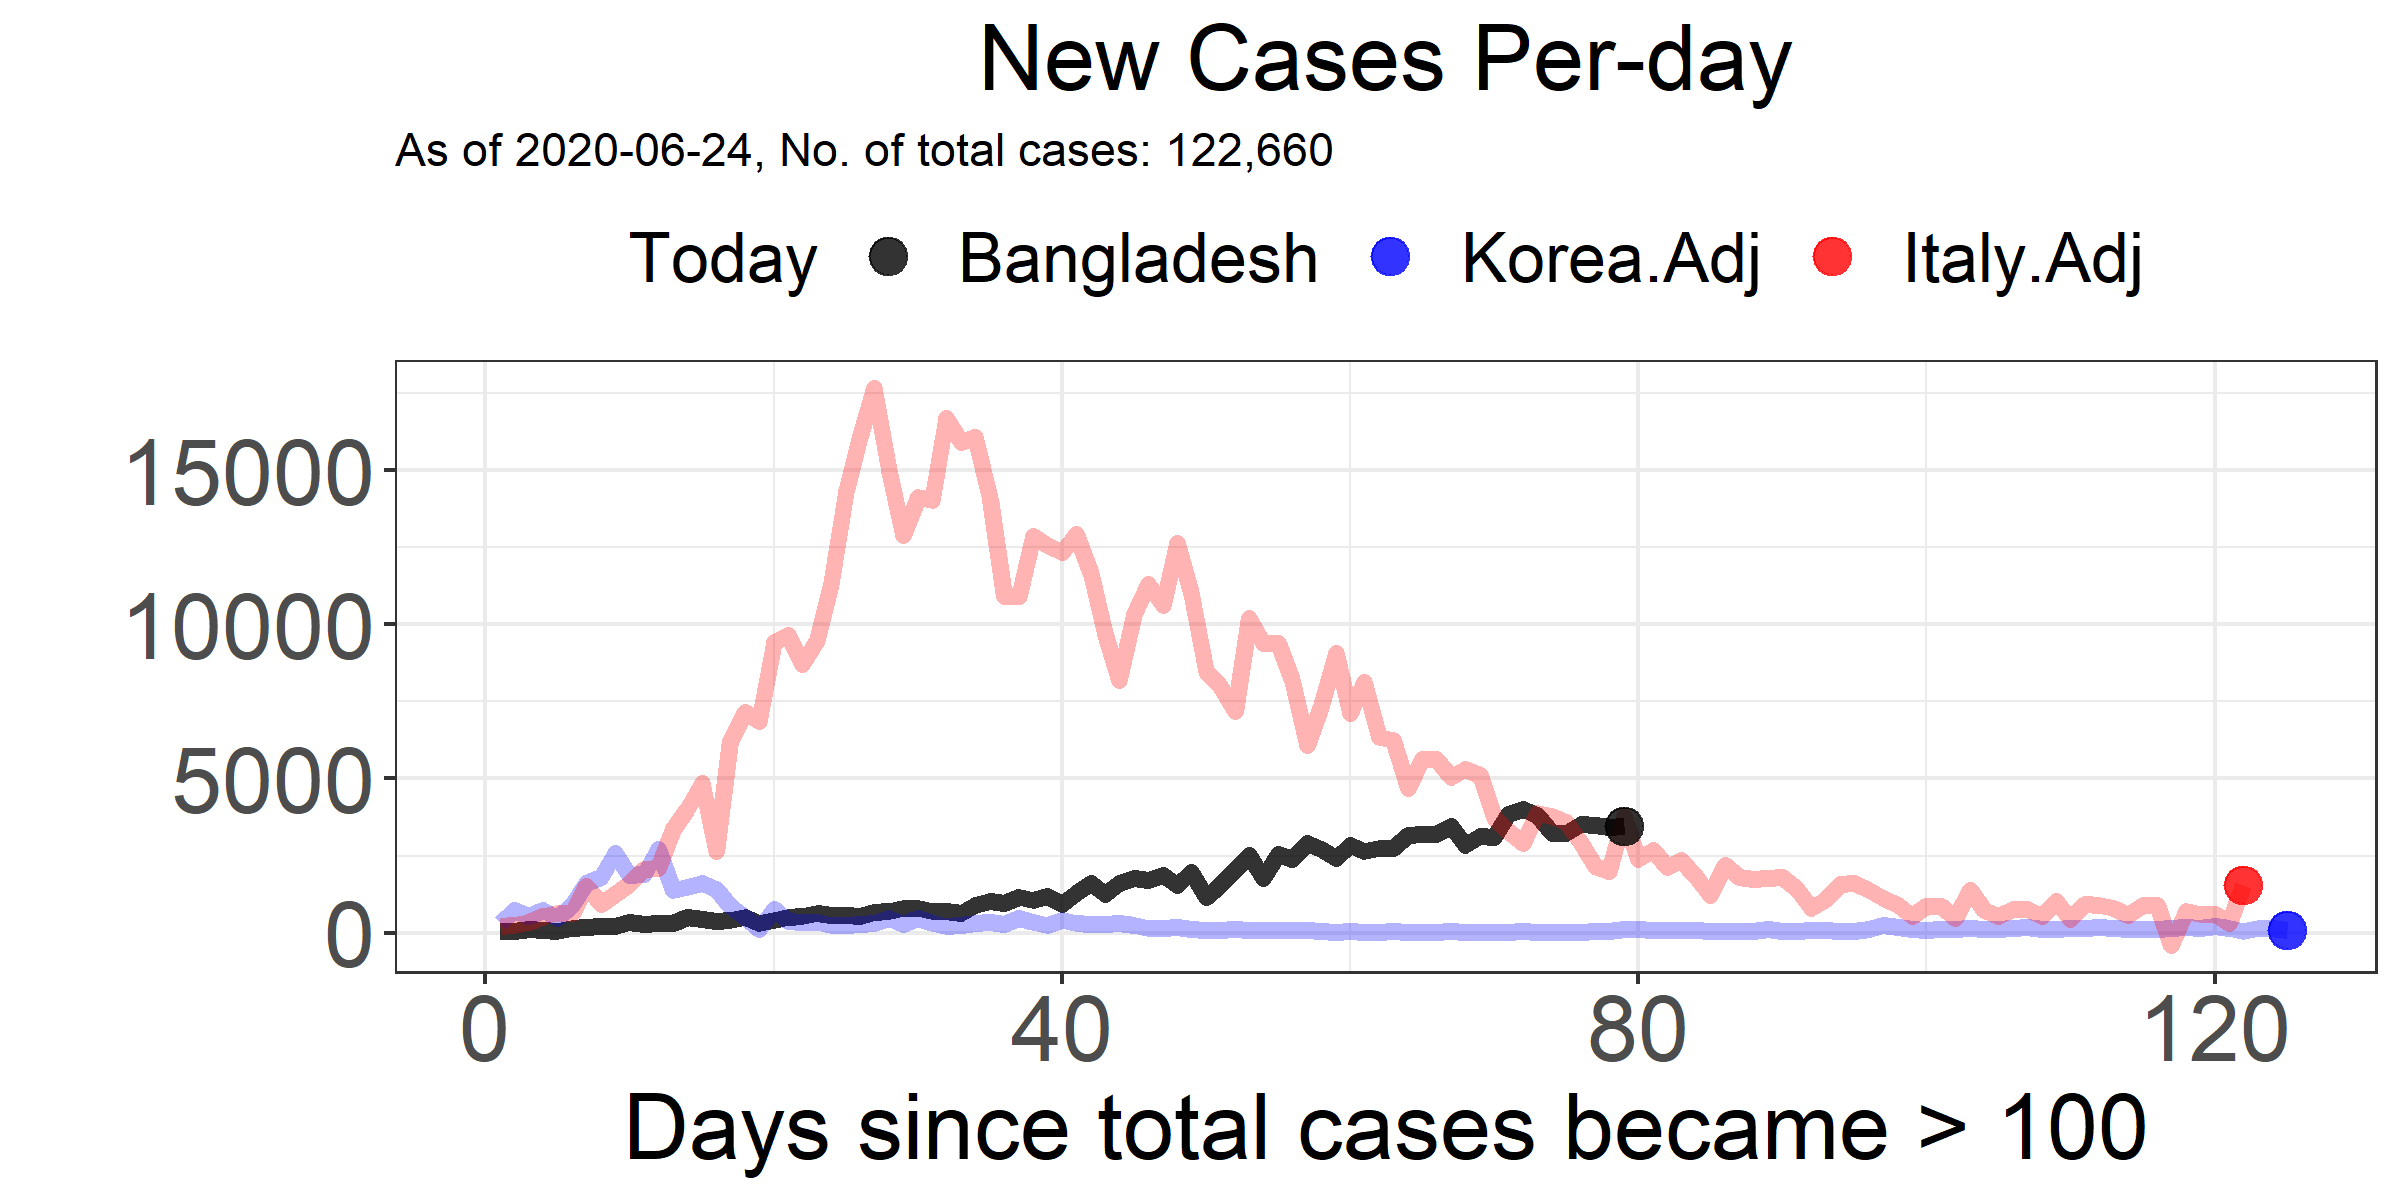 New Cases Per-day
As of 2020-06-24, No. of total cases: 122,660
Today Bangladesh Korea.Adj Italy.Adj
15000
10000
5000
0
0 40 80 120
Days since total cases became > 100